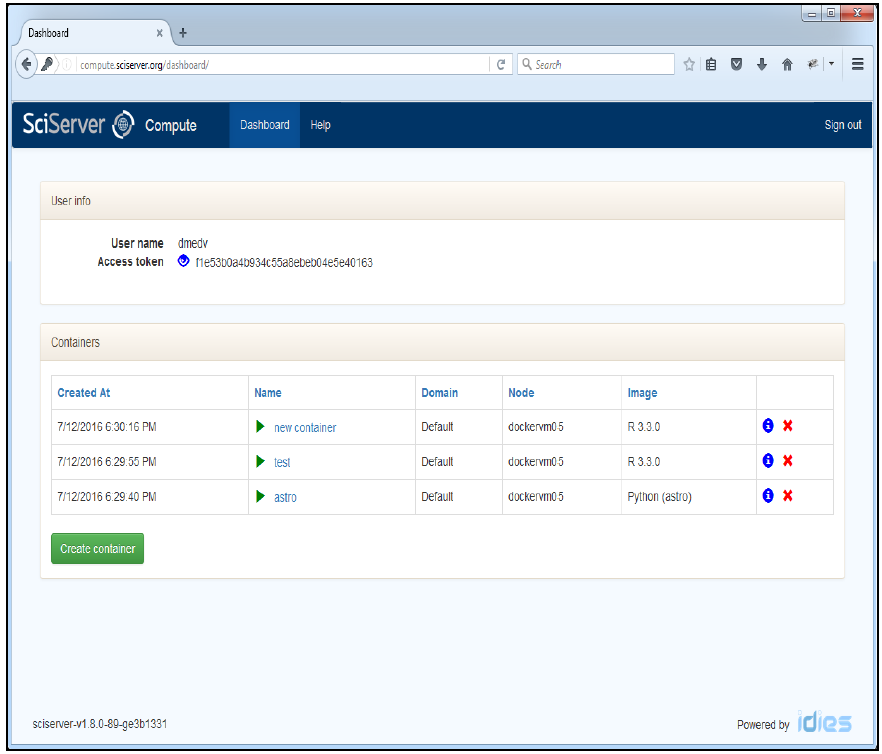 Dashboard
compute.sciserver.org/dashboard/
Search
SciServer Compute Dashboard Help Sign out
User info
User name dmedv
Access token f1e53b0a4b934c55a8ebeb04e5e40163
Containers
Created At Name Domain Node Image
7/12/2016 6:30:16 PM new container Default dockervm05 R 3.3.0
7/12/2016 6:29:55 PM test Default dockervm05 R 3.3.0
7/12/2016 6:29:40 PM astro Default dockervm05 Python (astro)
Create container
sciserver-v1.8.0-89-ge3b1331 Powered by idies